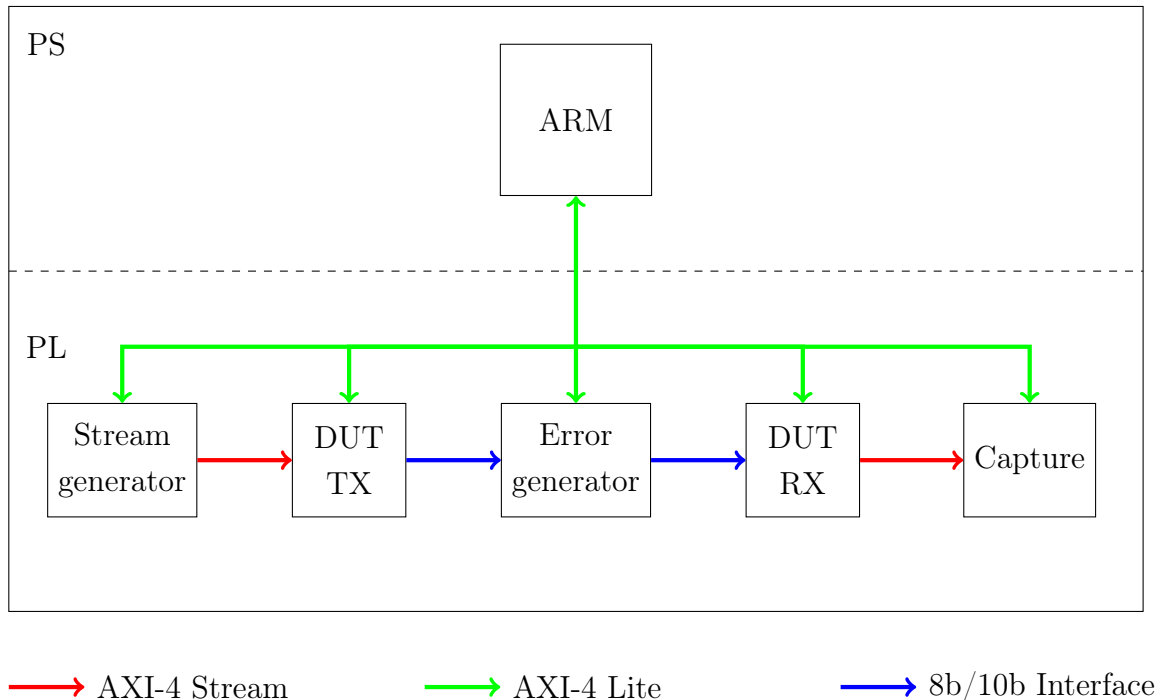 PS
ARM
PL
Stream
generator
DUT
TX
Error
generator
DUT
RX
Capture
AXI-4 Stream
AXI-4 Lite
8b/10b Interface